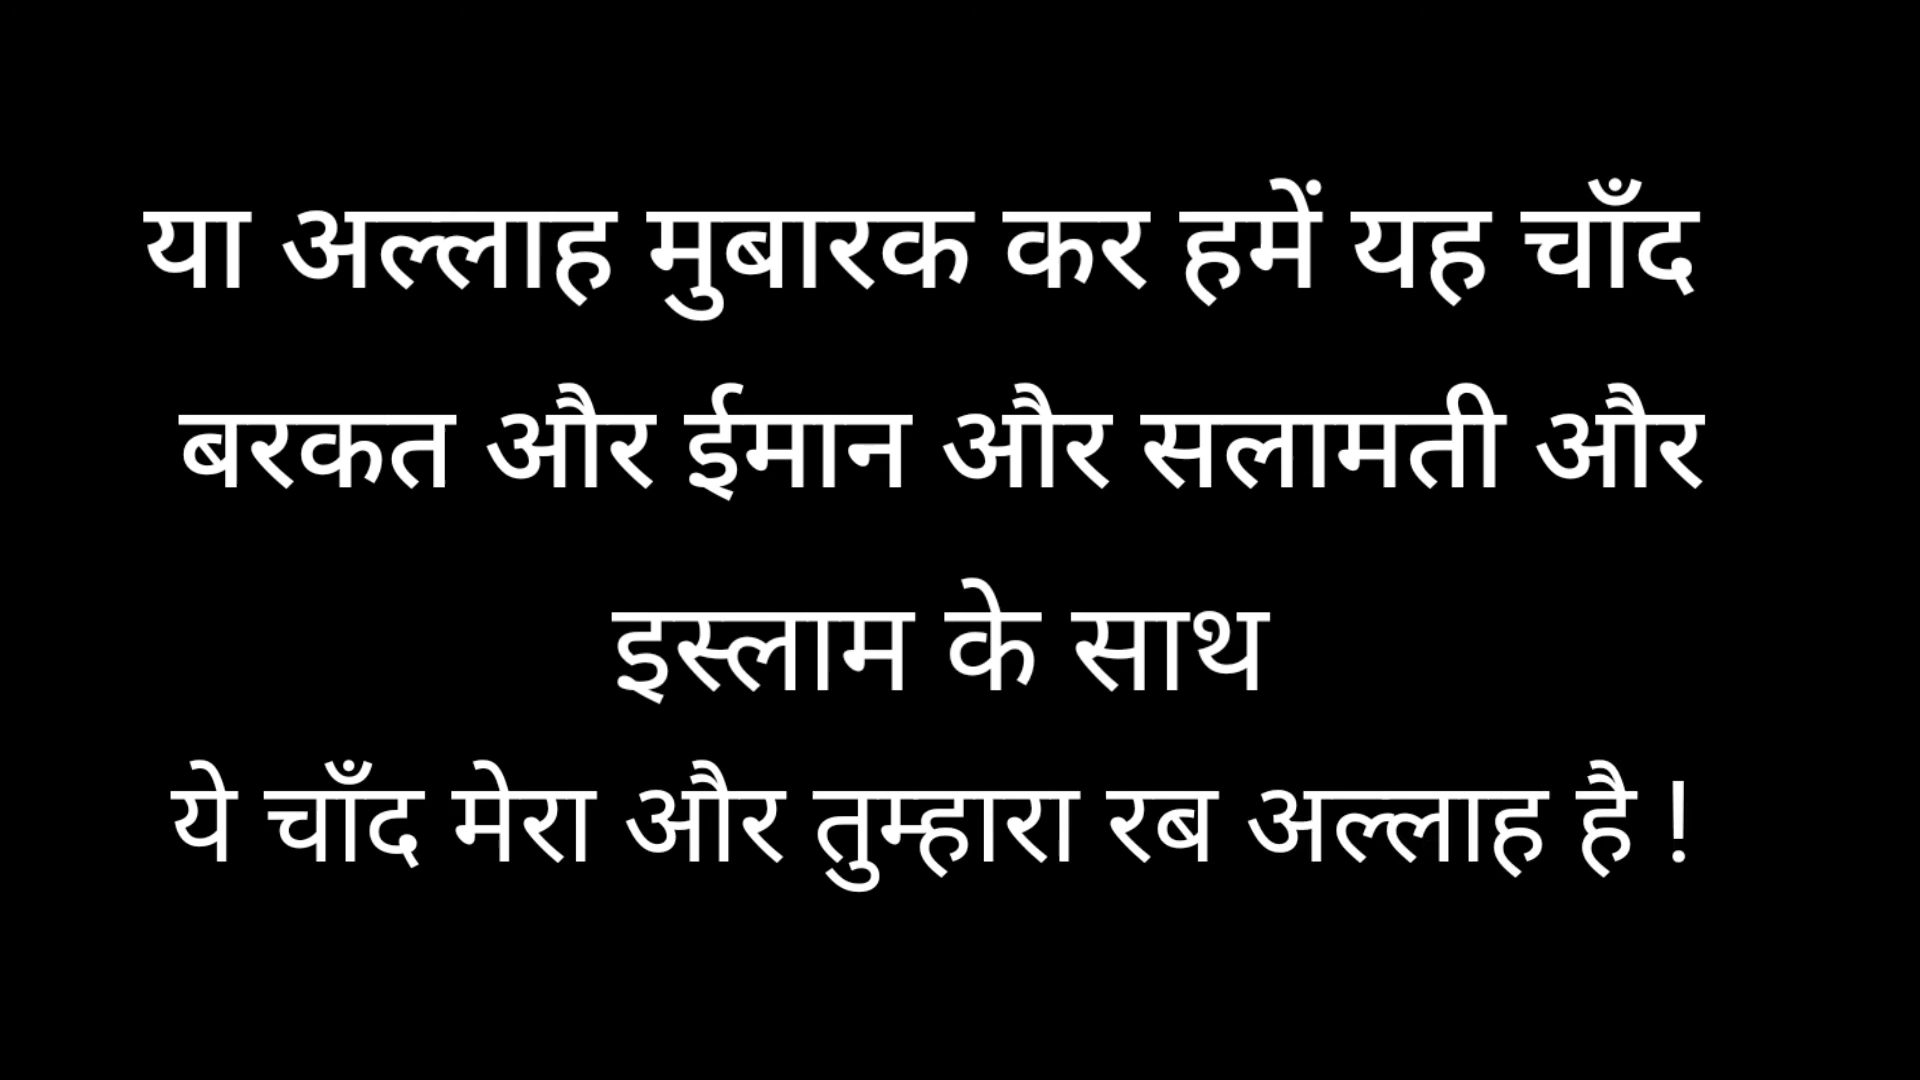 या अल्लाह मुबारक कर हमें यह चाँद
बरकत और ईमान और सलामती और
इस्लाम के साथ
ये चाँद मेरा और तुम्हारा रब अल्लाह है !